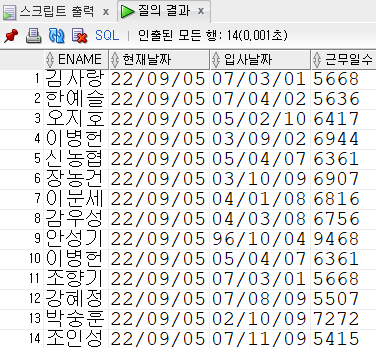 스크립트 출력 x 질의 결과 x
SQL | 인출된 모든 행: 14(0,001초)
ENAME 현재날짜 입사날짜 근무일수
1 김사랑 22/09/05 07/03/01 5668
2 한예슬 22/09/05 07/04/02 5636
3 오지호 22/09/05 05/02/10 6417
4 이병헌 22/09/05 03/09/02 6944
5 신농협 22/09/05 05/04/07 6361
6 장농건 22/09/05 03/10/09 6907
7 이문세 22/09/05 04/01/08 6816
8 감우성 22/09/05 04/03/08 6756
9 안성기 22/09/05 96/10/04 9468
10 이병헌 22/09/05 05/04/07 6361
11 조향기 22/09/05 07/03/01 5668
12 강혜정 22/09/05 07/08/09 5507
13 박중훈 22/09/05 02/10/09 7272
14 조인성 22/09/05 07/11/09 5415